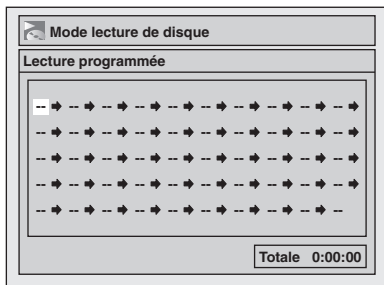 Mode lecture de disque
Lecture programmée
-- ➡ -- ➡ -- ➡ -- ➡ -- ➡ -- ➡ -- ➡ -- ➡ -- ➡ -- ➡
-- ➡ -- ➡ -- ➡ -- ➡ -- ➡ -- ➡ -- ➡ -- ➡ -- ➡ -- ➡
-- ➡ -- ➡ -- ➡ -- ➡ -- ➡ -- ➡ -- ➡ -- ➡ -- ➡ -- ➡
-- ➡ -- ➡ -- ➡ -- ➡ -- ➡ -- ➡ -- ➡ -- ➡ -- ➡ -- ➡
-- ➡ -- ➡ -- ➡ -- ➡ -- ➡ -- ➡ -- ➡ -- ➡ -- ➡ --
Totale 0:00:00